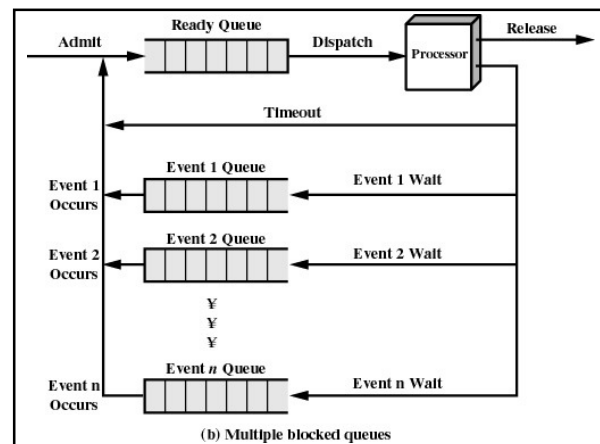 Ready Queue
Admit
Dispatch
Processor
Release
Timeout
Event 1 Queue
Event 1
Occurs
Event 1 Wait
Event 2 Queue
Event 2
Occurs
Event 2 Wait
¥
¥
¥
Event n Queue
Event n
Occurs
Event n Wait
(b) Multiple blocked queues